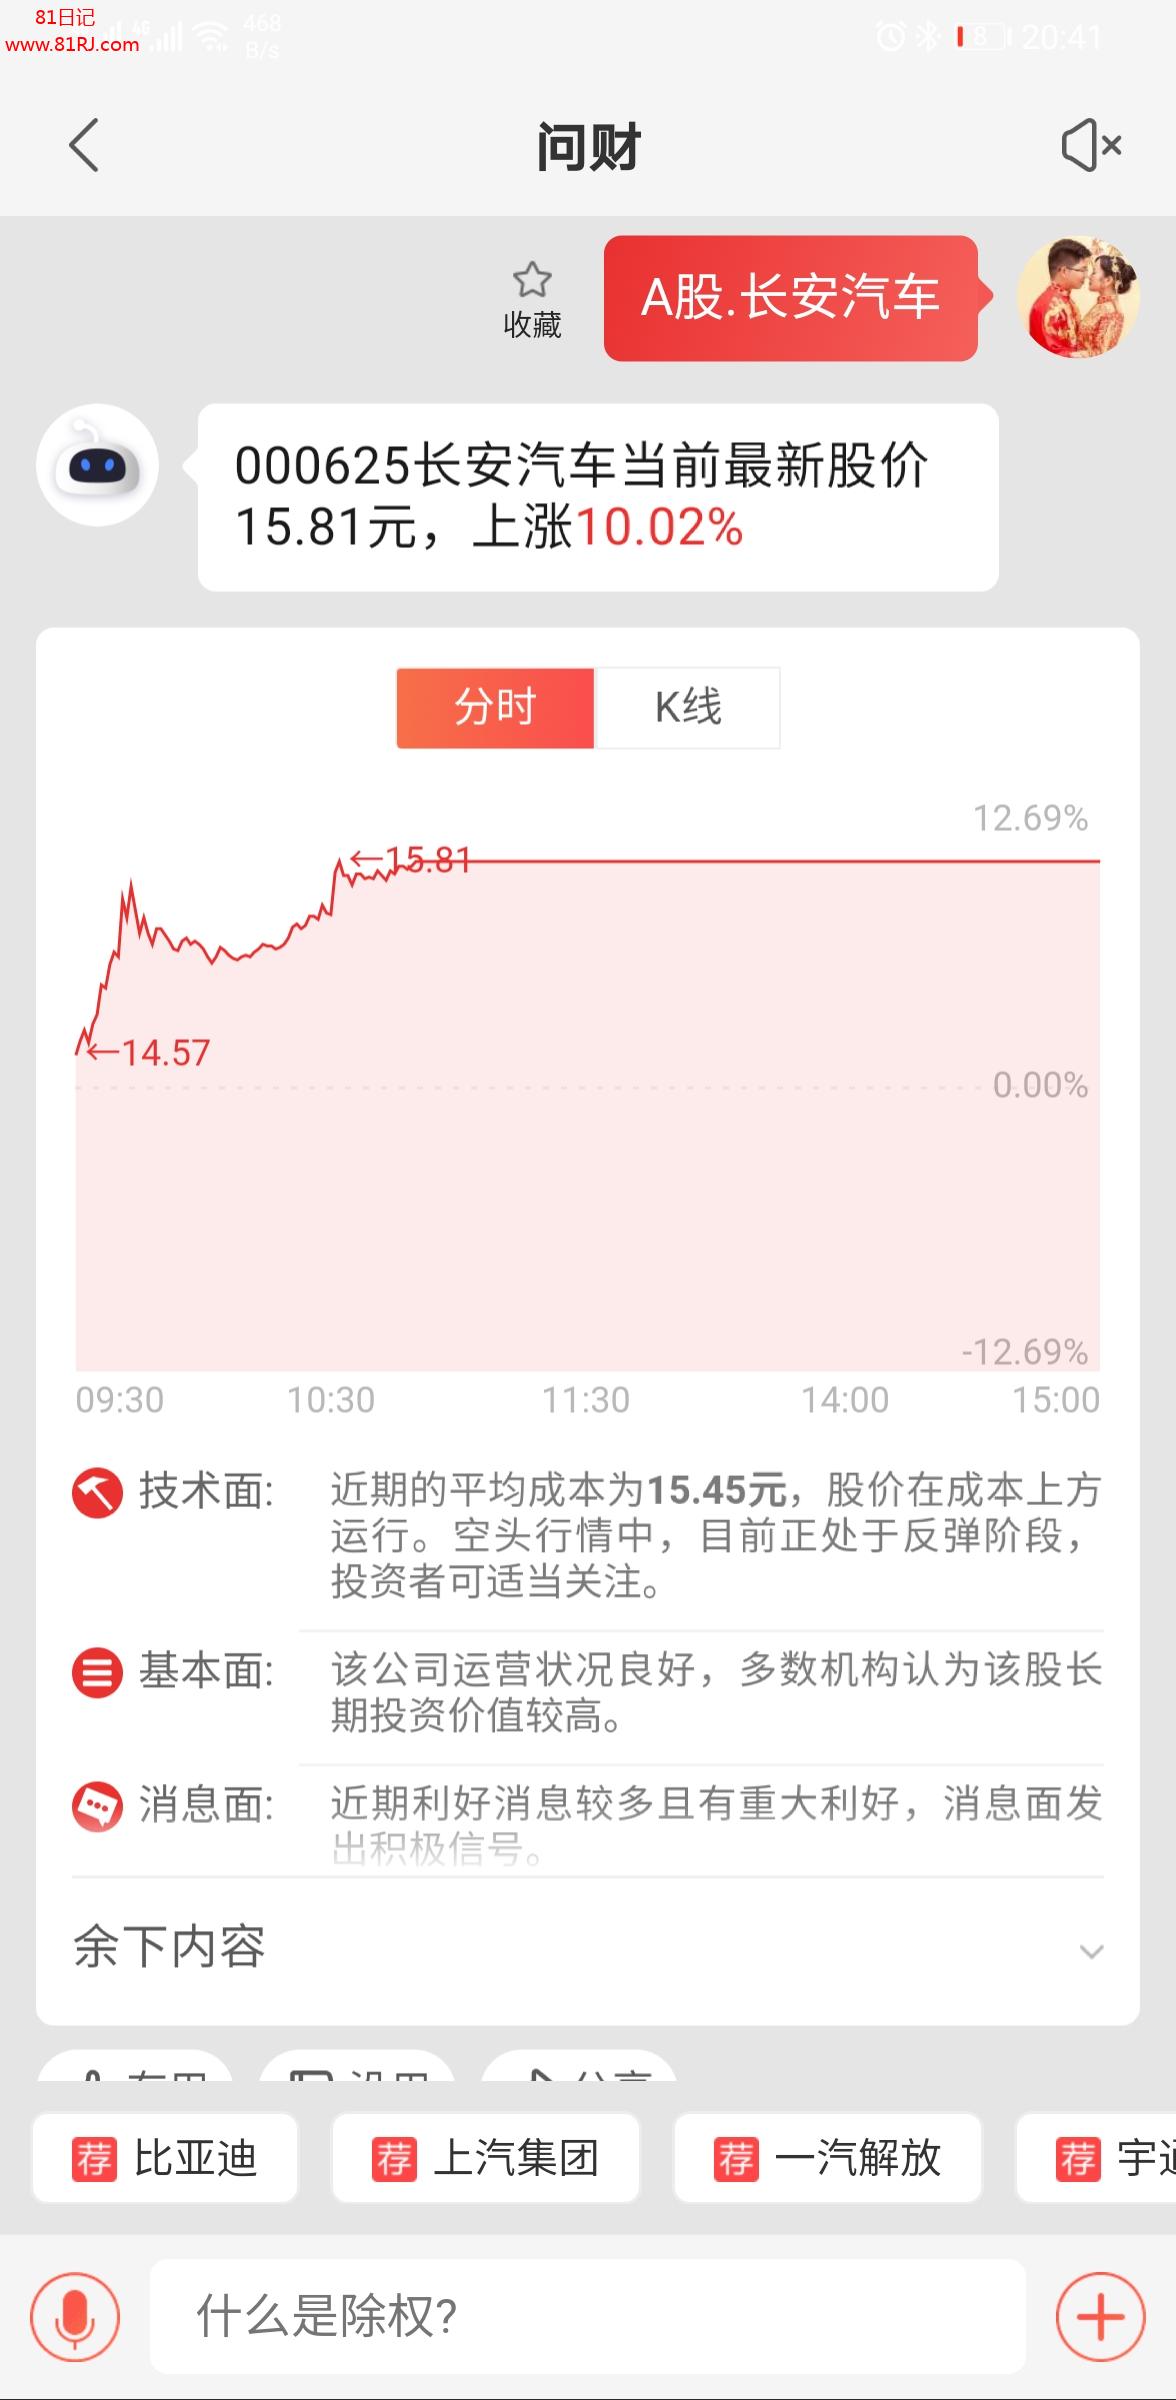 81日记
www.81RJ.com
4G
468
B/s
8
20:41
问财
收藏
A股.长安汽车
000625长安汽车当前最新股价
15.81元，上涨10.02%
分时
K线
12.69%
←15.81
←14.57
0.00%
-12.69%
09:30
10:30
11:30
14:00
15:00
技术面:
近期的平均成本为15.45元，股价在成本上方
运行。空头行情中，目前正处于反弹阶段，
投资者可适当关注。
基本面:
该公司运营状况良好，多数机构认为该股长
期投资价值较高。
消息面:
近期利好消息较多且有重大利好，消息面发
出积极信号。
余下内容
荐 比亚迪
荐 上汽集团
荐 一汽解放
荐 宇
什么是除权?